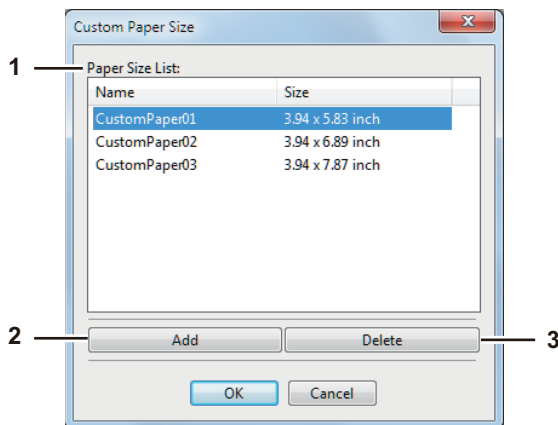 Custom Paper Size
1
Paper Size List:
Name Size
CustomPaper01 3.94 x 5.83 inch
CustomPaper02 3.94 x 6.89 inch
CustomPaper03 3.94 x 7.87 inch
2 Add Delete 3
OK Cancel